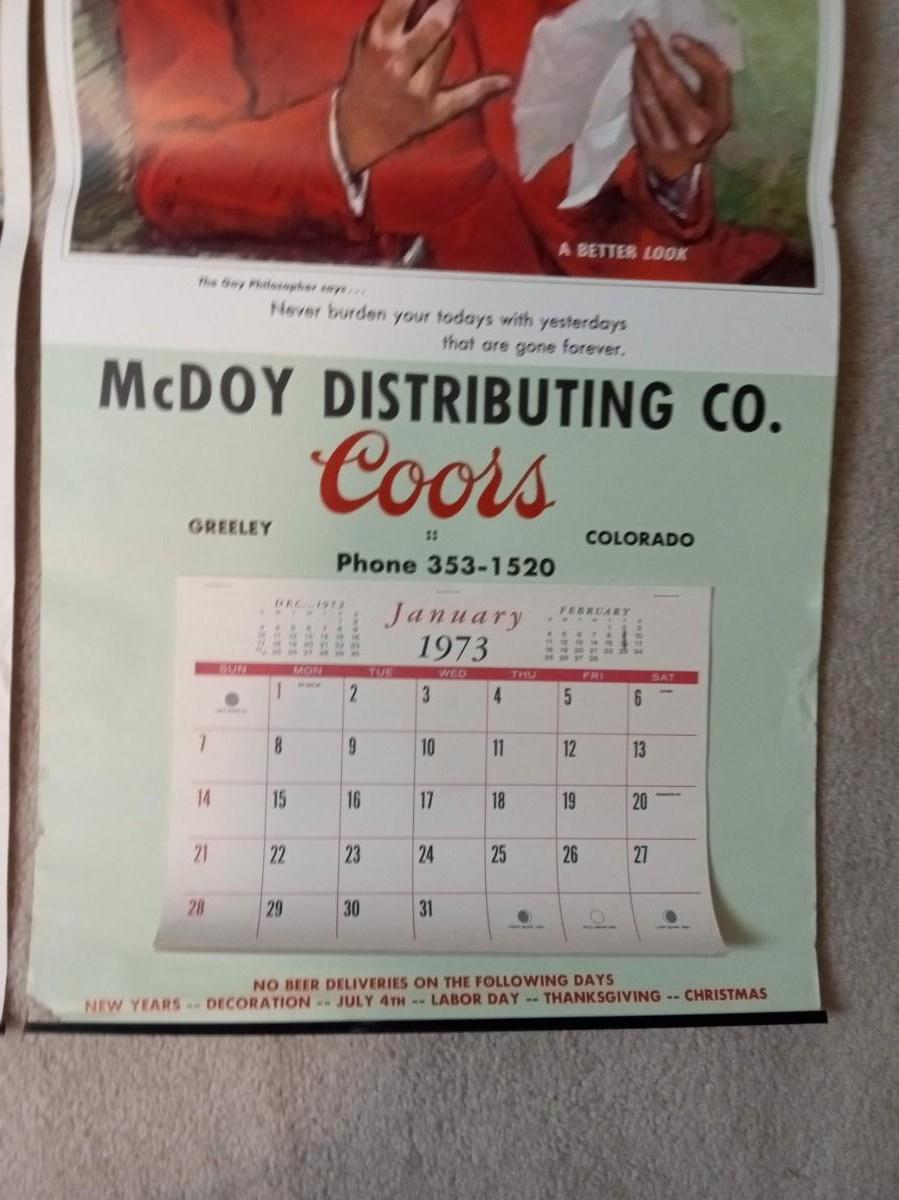 A BETTER LOOK
The Gay Philosopher says...
Never burden your todays with yesterdays
that are gone forever.
McDOY DISTRIBUTING CO.
Coors
GREELEY :: COLORADO
Phone 353-1520
January
1973
FEBRUARY
SUN MON TUE WED THU FRI SAT
1 2 3 4 5 6
7 8 9 10 11 12 13
14 15 16 17 18 19 20
21 22 23 24 25 26 27
28 29 30 31
NO BEER DELIVERIES ON THE FOLLOWING DAYS
NEW YEARS -- DECORATION -- JULY 4TH -- LABOR DAY -- THANKSGIVING -- CHRISTMAS